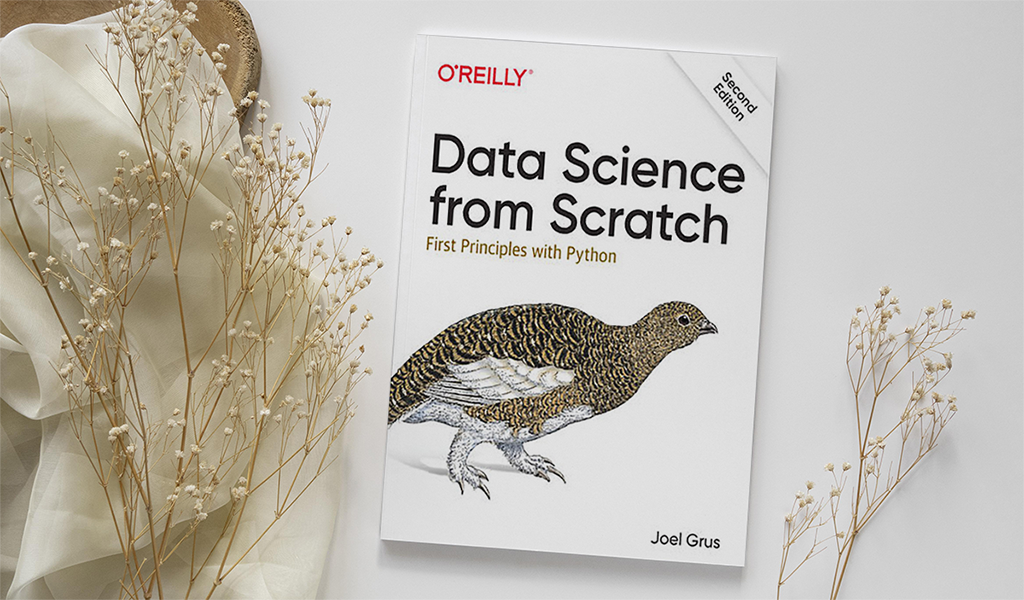 O'REILLY®
Second
Edition
Data Science
from Scratch
First Principles with Python
Joel Grus